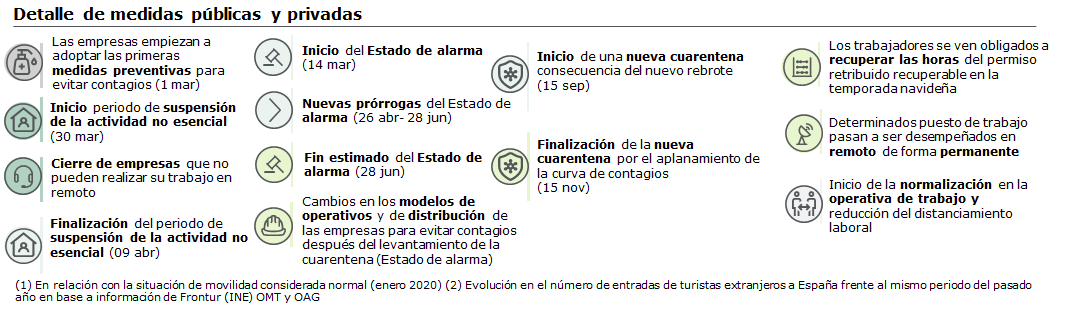 Detalle de medidas públicas y privadas
Las empresas empiezan a
adoptar las primeras
medidas preventivas para
evitar contagios (1 mar)
Inicio periodo de suspensión
de la actividad no esencial
(30 mar)
Cierre de empresas que no
pueden realizar su trabajo en
remoto
Finalización del periodo de
suspensión de la actividad no
esencial (09 abr)
Inicio del Estado de alarma
(14 mar)
Nuevas prórrogas del Estado de
alarma (26 abr- 28 jun)
Fin estimado del Estado de
alarma (28 jun)
Cambios en los modelos de
operativos y de distribución de
las empresas para evitar contagios
después del levantamiento de la
cuarentena (Estado de alarma)
Inicio de una nueva cuarentena
consecuencia del nuevo rebrote
(15 sep)
Finalización de la nueva
cuarentena por el aplanamiento de
la curva de contagios
(15 nov)
Los trabajadores se ven obligados a
recuperar las horas del permiso
retribuido recuperable en la
temporada navideña
Determinados puesto de trabajo
pasan a ser desempeñados en
remoto de forma permanente
Inicio de la normalización en la
operativa de trabajo y
reducción del distanciamiento
laboral
(1) En relación con la situación de movilidad considerada normal (enero 2020) (2) Evolución en el número de entradas de turistas extranjeros a España frente al mismo periodo del pasado
año en base a información de Frontur (INE) OMT y OAG